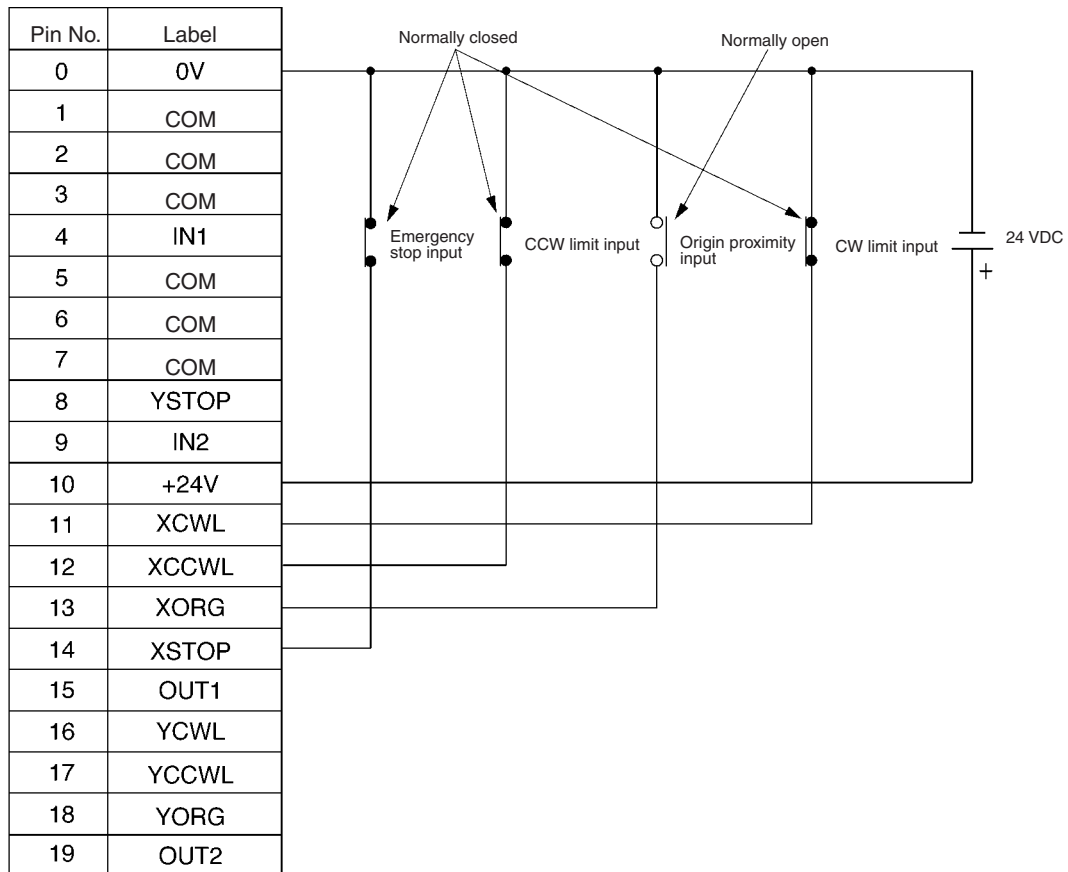 Pin No. Label
0 0V
1 COM
2 COM
3 COM
4 IN1
5 COM
6 COM
7 COM
8 YSTOP
9 IN2
10 +24V
11 XCWL
12 XCCWL
13 XORG
14 XSTOP
15 OUT1
16 YCWL
17 YCCWL
18 YORG
19 OUT2
Normally closed
Normally open
Emergency
stop input
CCW limit input
Origin proximity
input
CW limit input
24 VDC
+